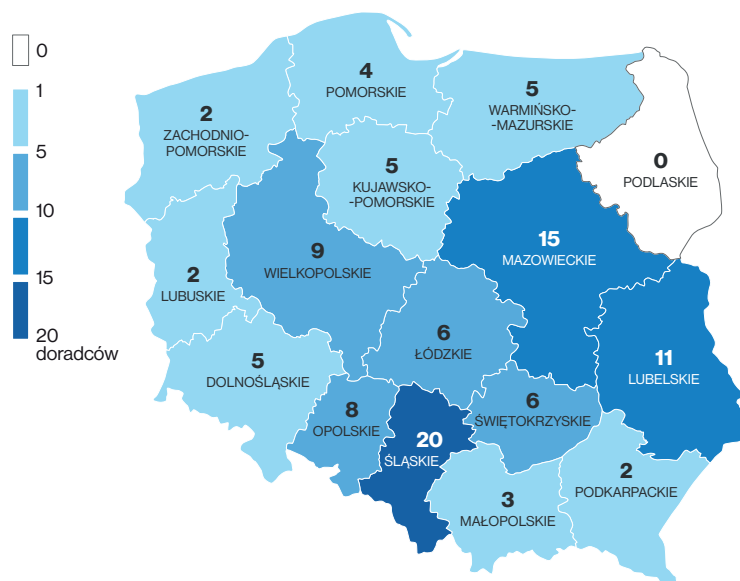 0
1
5
10
15
20
doradców
4
POMORSKIE
5
WARMIŃSKO-
-MAZURSKIE
2
ZACHODNIO-
POMORSKIE
0
PODLASKIE
5
KUJAWSKO-
-POMORSKIE
15
MAZOWIECKIE
9
WIELKOPOLSKIE
2
LUBUSKIE
6
ŁÓDZKIE
11
LUBELSKIE
5
DOLNOŚLĄSKIE
8
OPOLSKIE
20
ŚLĄSKIE
6
ŚWIĘTOKRZYSKIE
3
MAŁOPOLSKIE
2
PODKARPACKIE